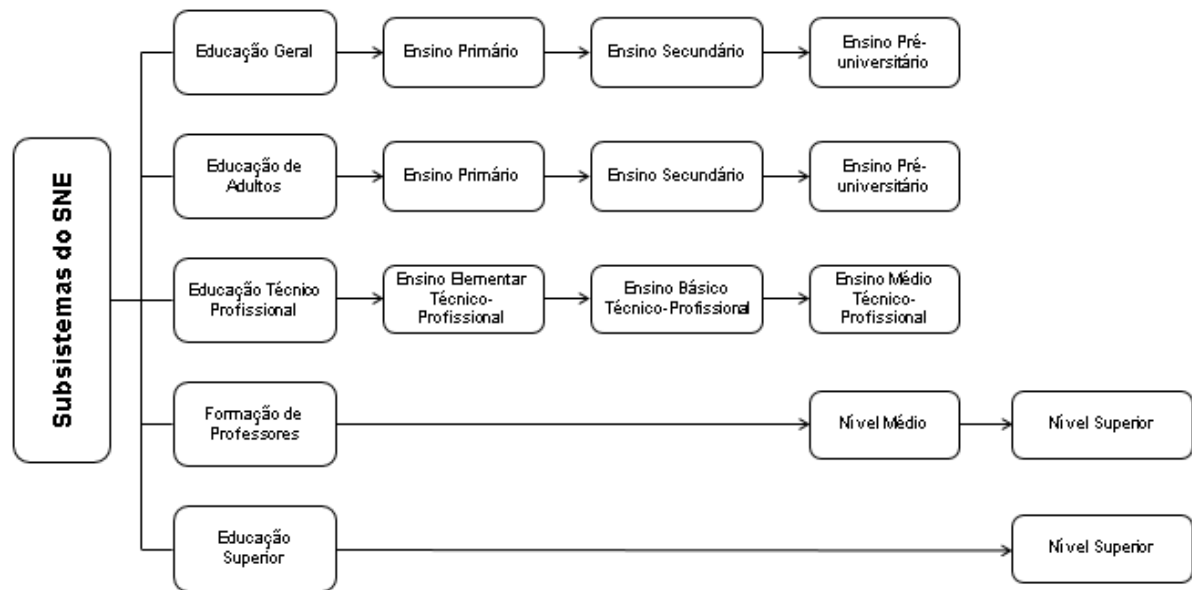 Subsistemas do SNE
Educação Geral
Ensino Primário
Ensino Secundário
Ensino Pré-
universitário
Educação de
Adultos
Ensino Primário
Ensino Secundário
Ensino Pré-
universitário
Educação Técnico
Profissional
Ensino Elementar
Técnico-
Profissional
Ensino Básico
Técnico-Profissional
Ensino Médio
Técnico-
Profissional
Formação de
Professores
Nível Médio
Nível Superior
Educação
Superior
Nível Superior